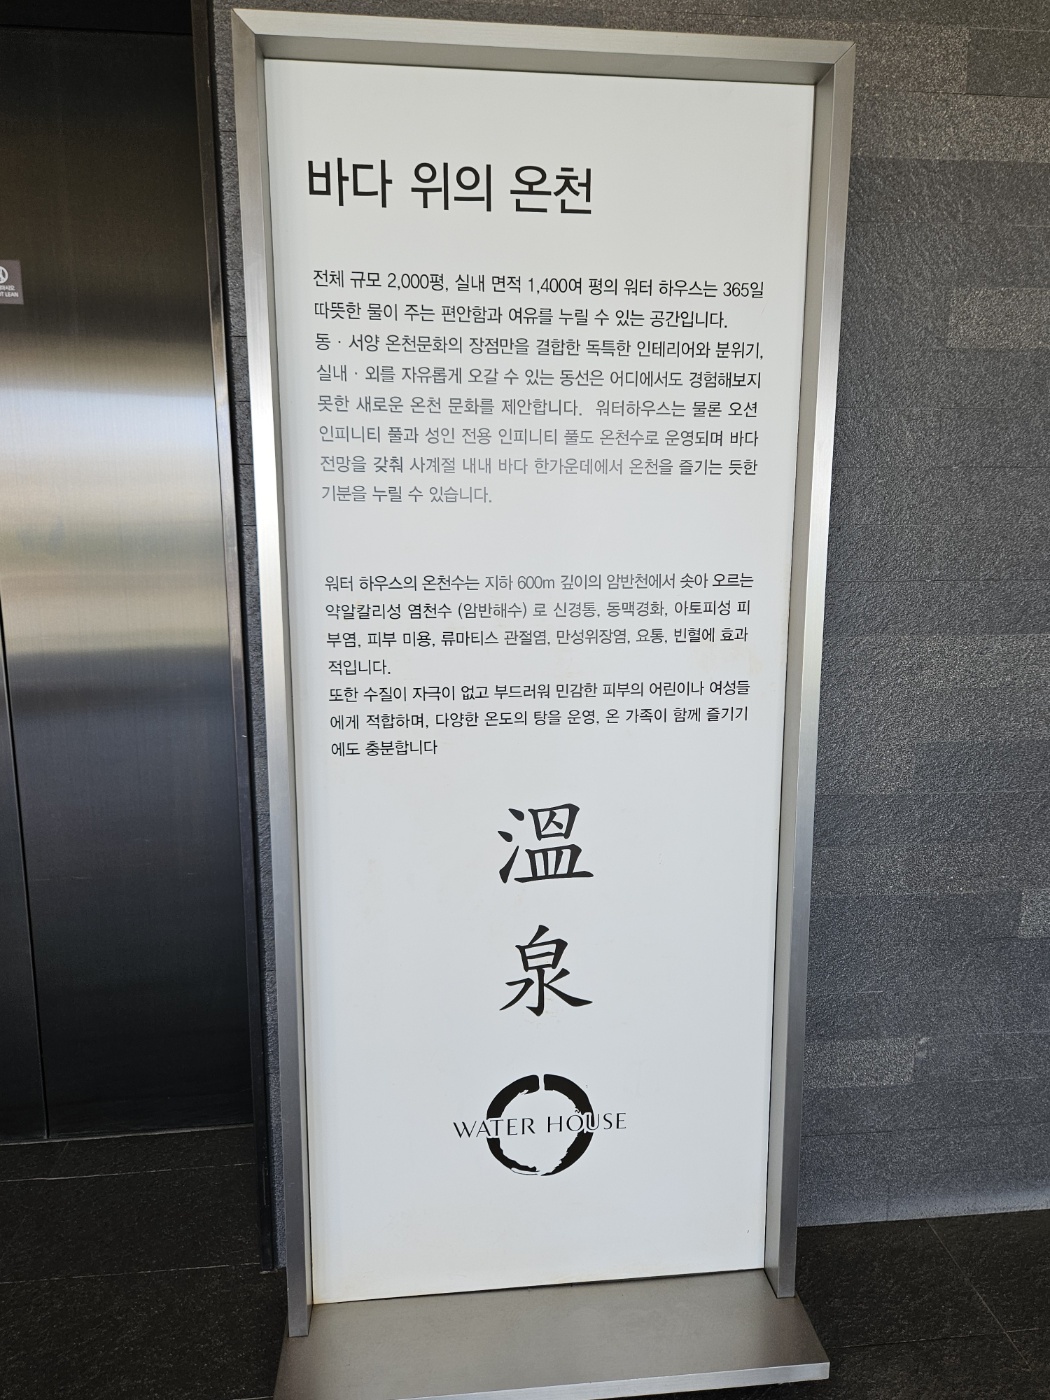 바다 위의 온천
전체 규모 2,000평, 실내 면적 1,400여 평의 워터 하우스는 365일
따뜻한 물이 주는 편안함과 여유를 누릴 수 있는 공간입니다.
동 · 서양 온천문화의 장점만을 결합한 독특한 인테리어와 분위기,
실내 · 외를 자유롭게 오갈 수 있는 동선은 어디에서도 경험해보지
못한 새로운 온천 문화를 제안합니다. 워터하우스는 물론 오션
인피니티 풀과 성인 전용 인피니티 풀도 온천수로 운영되며 바다
전망을 갖춰 사계절 내내 바다 한가운데에서 온천을 즐기는 듯한
기분을 누릴 수 있습니다.
워터 하우스의 온천수는 지하 600m 깊이의 암반천에서 솟아 오르는
약알칼리성 염천수 (암반해수) 로 신경통, 동맥경화, 아토피성 피
부염, 피부 미용, 류마티스 관절염, 만성위장염, 요통, 빈혈에 효과
적입니다.
또한 수질이 자극이 없고 부드러워 민감한 피부의 어린이나 여성들
에게 적합하며, 다양한 온도의 탕을 운영, 온 가족이 함께 즐기기
에도 충분합니다
溫
泉
WATER HOUSE